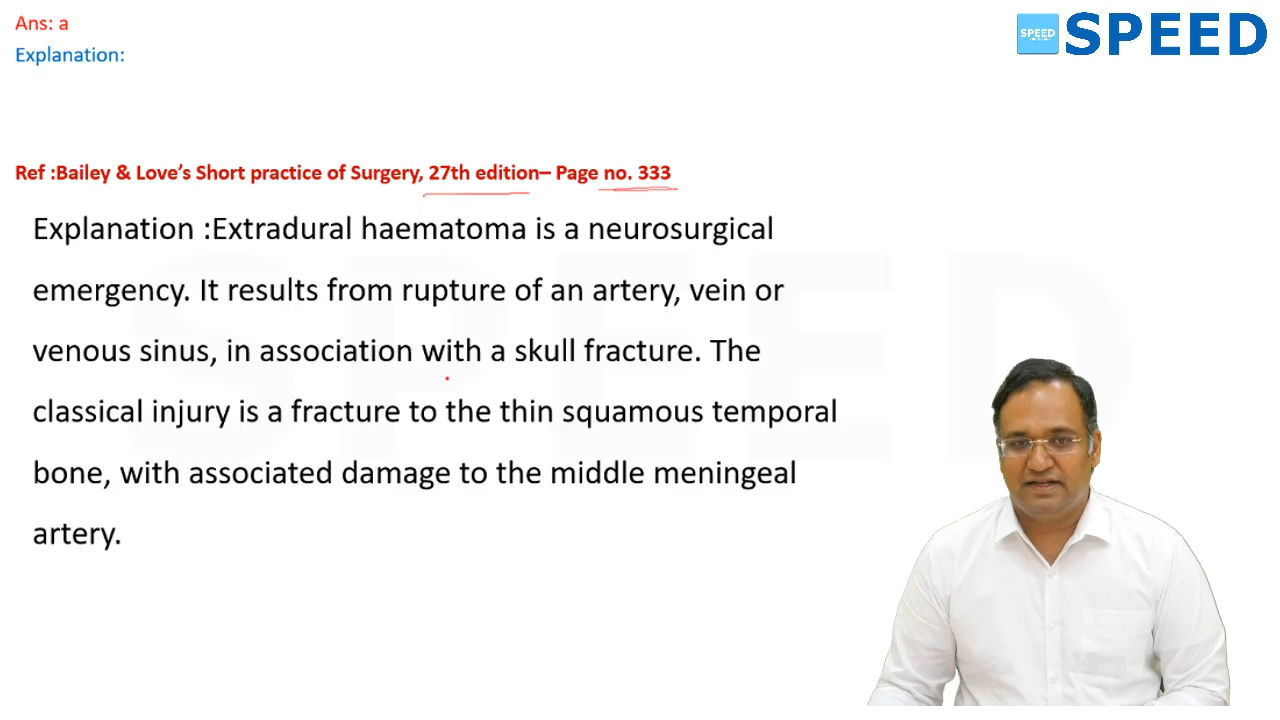 Ans: a
Explanation:
SPEED
SPEED
Ref :Bailey & Love’s Short practice of Surgery, 27th edition– Page no. 333
Explanation :Extradural haematoma is a neurosurgical
emergency. It results from rupture of an artery, vein or
venous sinus, in association with a skull fracture. The
classical injury is a fracture to the thin squamous temporal
bone, with associated damage to the middle meningeal
artery.
SPEED